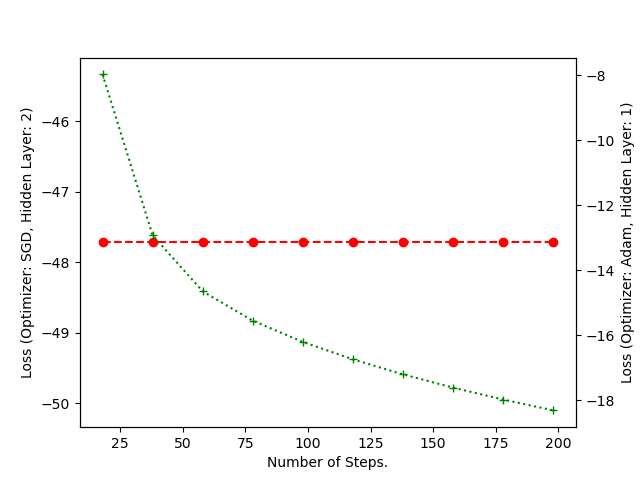 Loss (Optimizer: SGD, Hidden Layer: 2)
−46
−47
−48
−49
−50
−8
−10
−12
−14
−16
−18
Loss (Optimizer: Adam, Hidden Layer: 1)
25 50 75 100 125 150 175 200
Number of Steps.